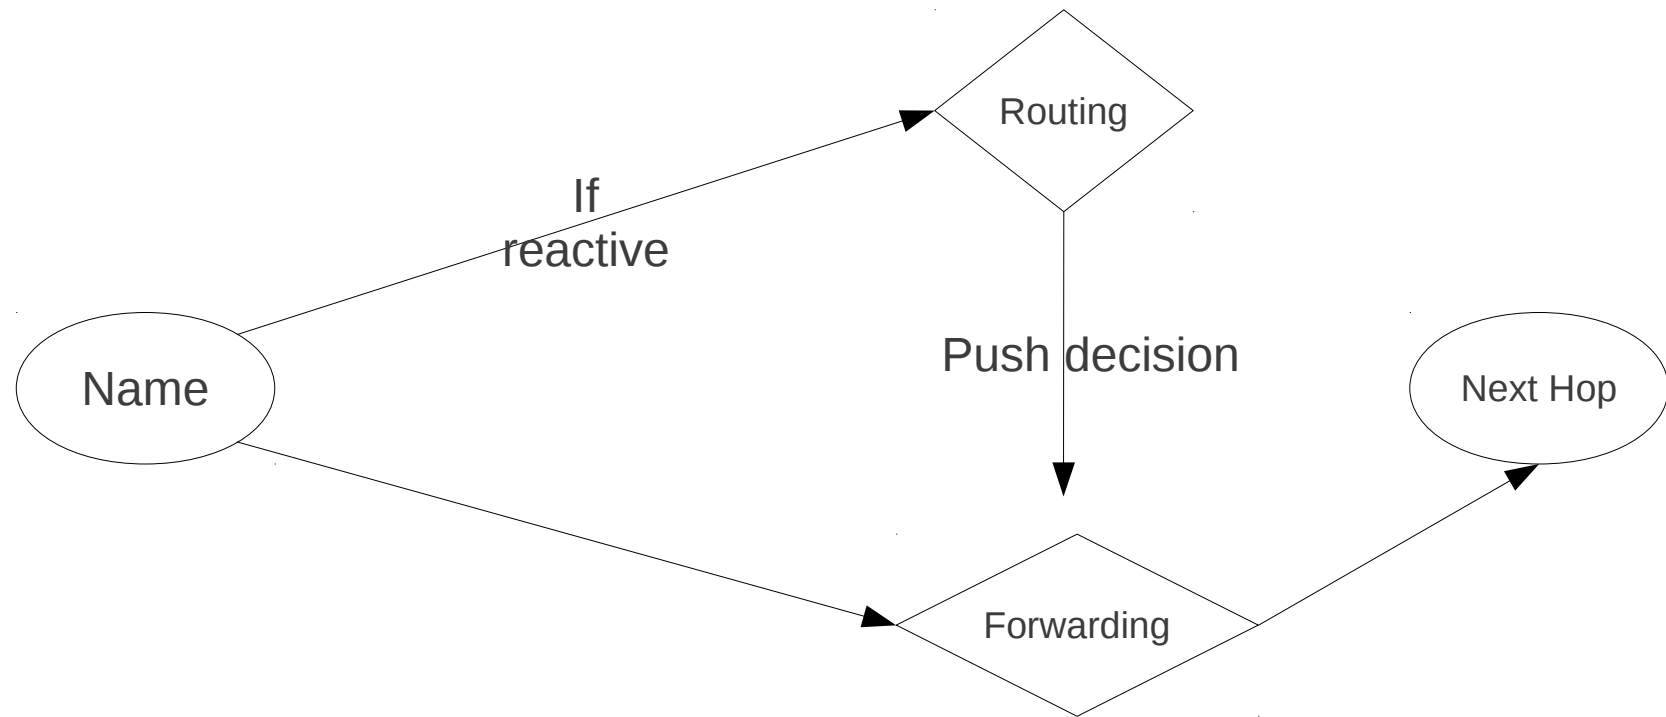 Routing
If
reactive
Push decision
Name
Next Hop
Forwarding